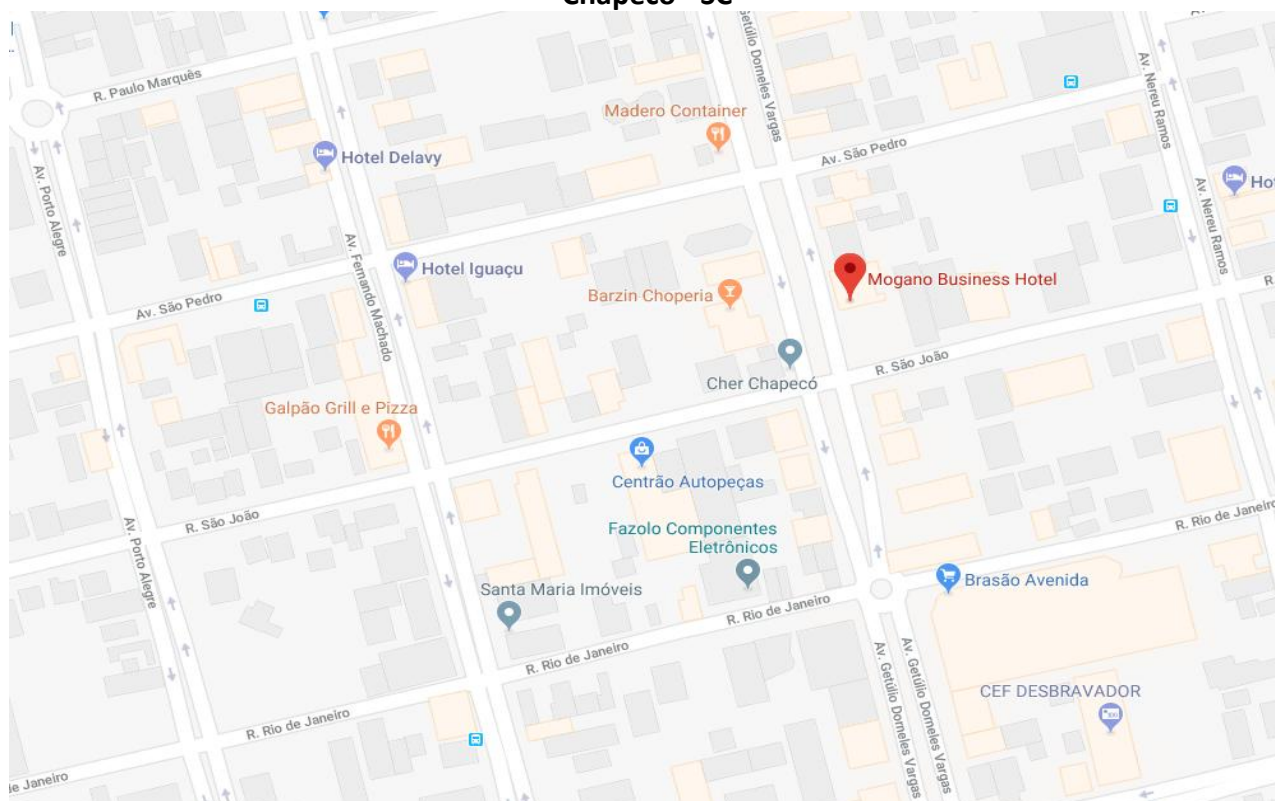 Chapecó - SC
R. Paulo Marquês
Getúlio Dorneles Vargas
Av. Nereu Ramos
Madero Container
Hotel Delavy
Av. São Pedro
Av. Porto Alegre
Av. Nereu Ramos
Av. Fernando Machado
Hotel Iguaçu
Mogano Business Hotel
Barzin Choperia
Av. São Pedro
R. São João
Cher Chapecó
Galpão Grill e Pizza
Centrão Autopeças
R. São João
Fazolo Componentes
Eletrônicos
R. Rio de Janeiro
Av. Porto Alegre
Santa Maria Imóveis
Brasão Avenida
R. Rio de Janeiro
R. Rio de Janeiro
Av. Getúlio Dorneles Vargas
Av. Getúlio Dorneles Vargas
CEF DESBRAVADOR
R. Rio de Janeiro
de Janeiro